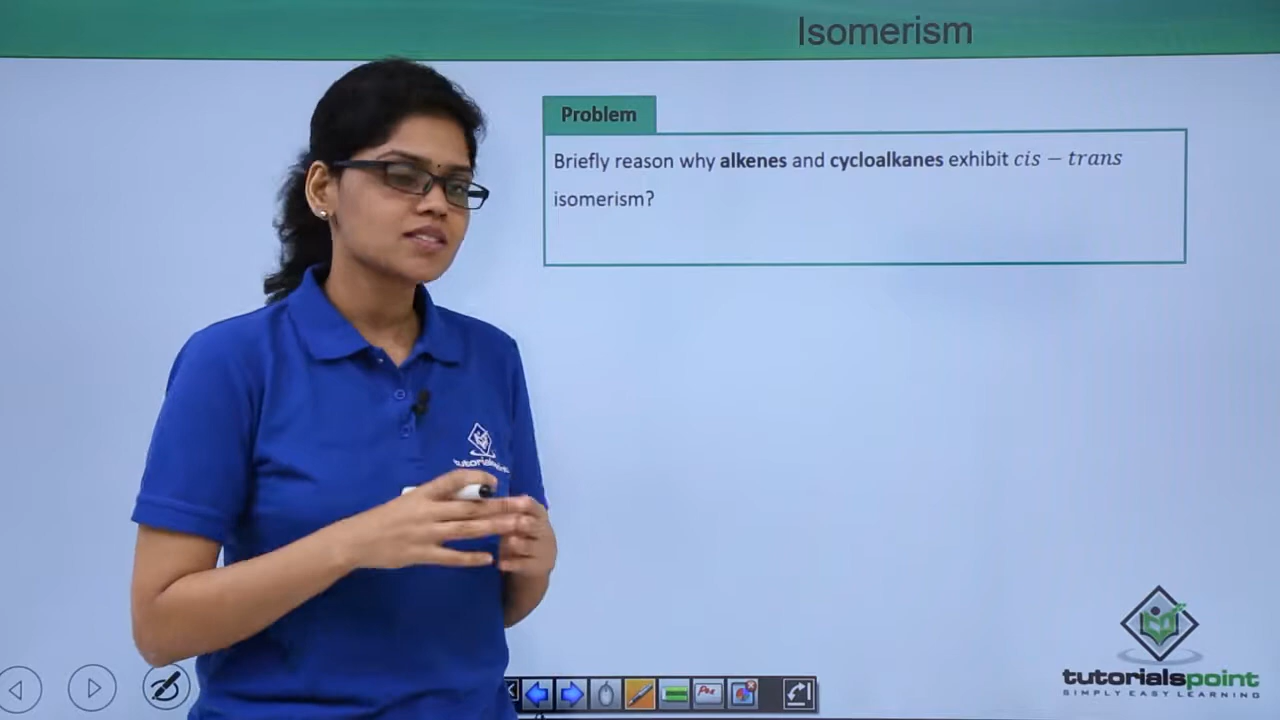 Isomerism
Problem
Briefly reason why alkenes and cycloalkanes exhibit cis – trans
isomerism?
tutorialspoint
SIMPLY EASY LEARNING